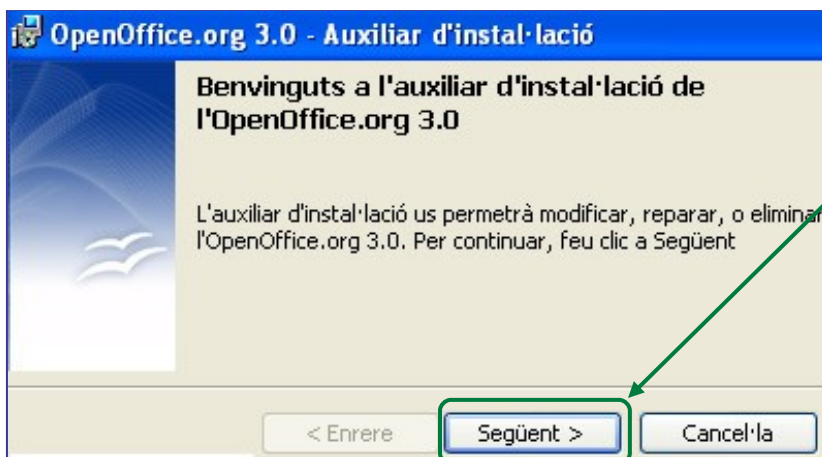 OpenOffice.org 3.0 - Auxiliar d'instal·lació
Benvinguts a l'auxiliar d'instal·lació de
l'OpenOffice.org 3.0
L'auxiliar d'instal·lació us permetrà modificar, reparar, o eliminar
l'OpenOffice.org 3.0. Per continuar, feu clic a Següent
< Enrere Següent > Cancel·la